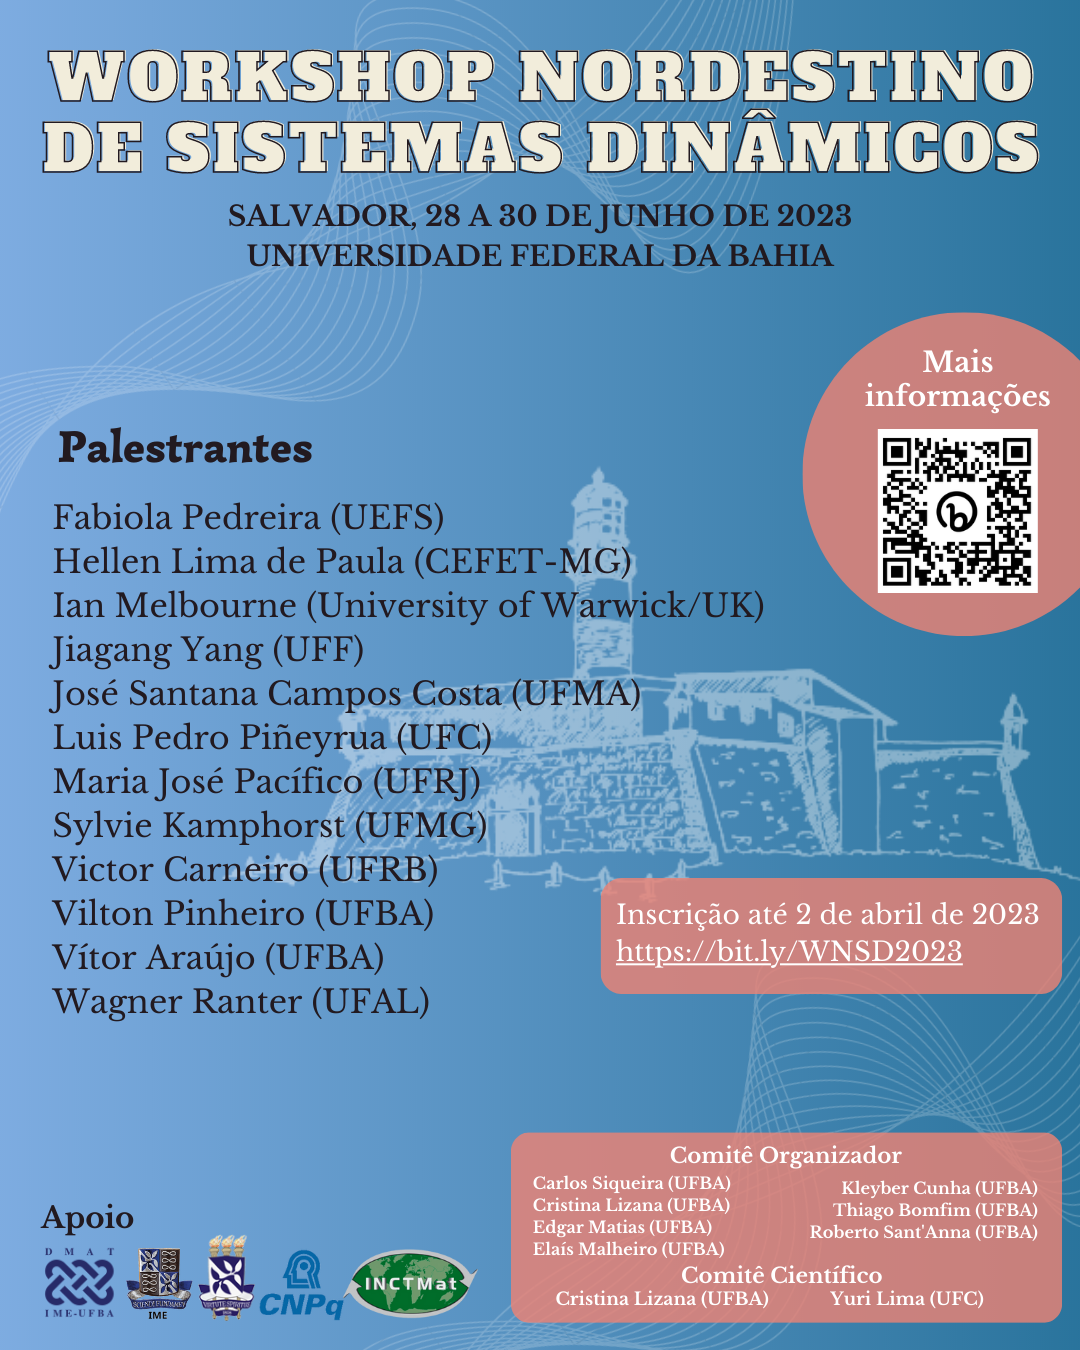 WORKSHOP NORDESTINO
DE SISTEMAS DINÂMICOS
SALVADOR, 28 A 30 DE JUNHO DE 2023
UNIVERSIDADE FEDERAL DA BAHIA
Mais
informações
Palestrantes
Fabiola Pedreira (UEFS)
Hellen Lima de Paula (CEFET-MG)
Ian Melbourne (University of Warwick/UK)
Jiagang Yang (UFF)
José Santana Campos Costa (UFMA)
Luis Pedro Piñeyrua (UFC)
Maria José Pacífico (UFRJ)
Sylvie Kamphorst (UFMG)
Victor Carneiro (UFRB)
Vilton Pinheiro (UFBA)
Vítor Araújo (UFBA)
Wagner Ranter (UFAL)
Inscrição até 2 de abril de 2023
https://bit.ly/WNSD2023
Comitê Organizador
Carlos Siqueira (UFBA)
Cristina Lizana (UFBA)
Edgar Matias (UFBA)
Elaís Malheiro (UFBA)
Kleyber Cunha (UFBA)
Thiago Bomfim (UFBA)
Roberto Sant'Anna (UFBA)
Comitê Científico
Cristina Lizana (UFBA)
Yuri Lima (UFC)
Apoio
DMAT
IME-UFBA
IME
VIRTUTE SPIRITUS
CNPq
INCTMat